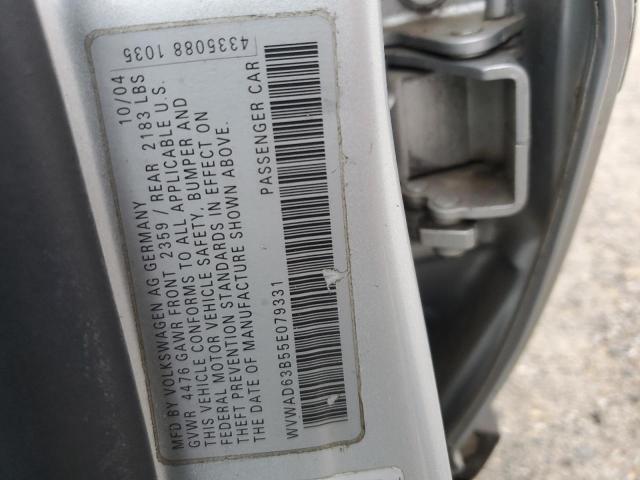 4335088 1035
MFD BY VOLKSWAGEN AG GERMANY 10/04
GVWR 4476 GAWR FRONT 2359 / REAR 2183 LBS
THIS VEHICLE CONFORMS TO ALL APPLICABLE U.S.
FEDERAL MOTOR VEHICLE SAFETY, BUMPER AND
THEFT PREVENTION STANDARDS IN EFFECT ON
THE DATE OF MANUFACTURE SHOWN ABOVE.
WVWAD63B55E079331 PASSENGER CAR